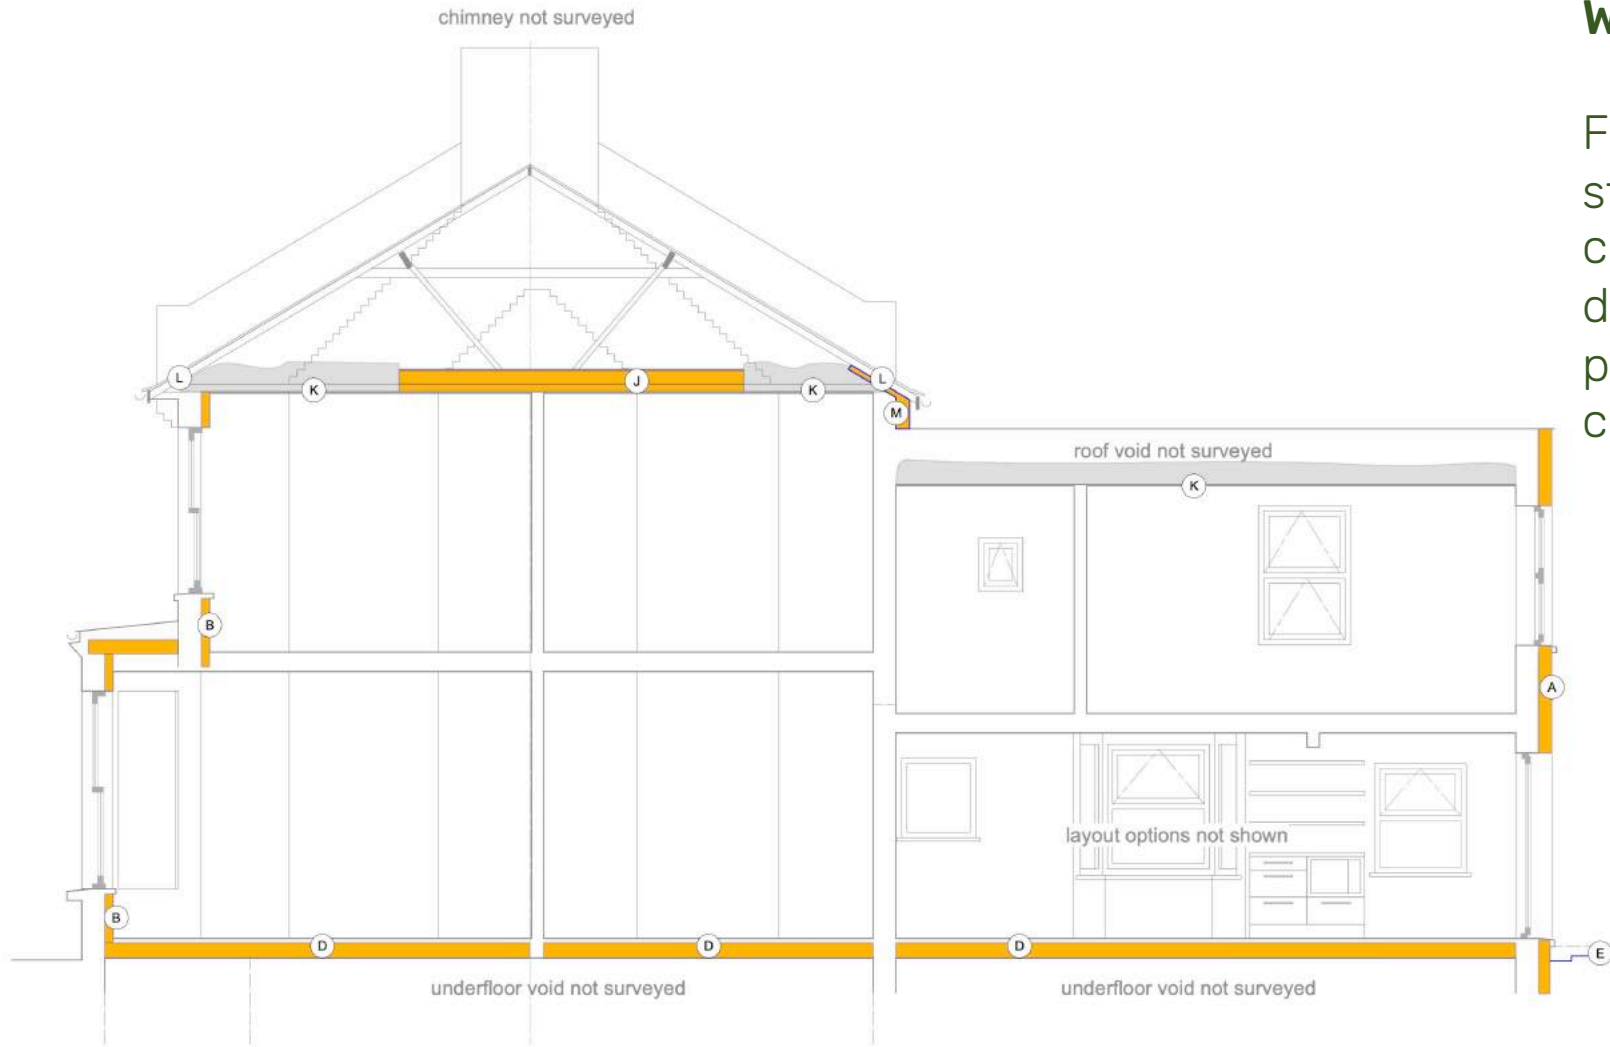 chimney not surveyed
L
K
J
K
L
M
roof void not surveyed
K
B
A
layout options not shown
B
D
D
D
E
underfloor void not surveyed
underfloor void not surveyed